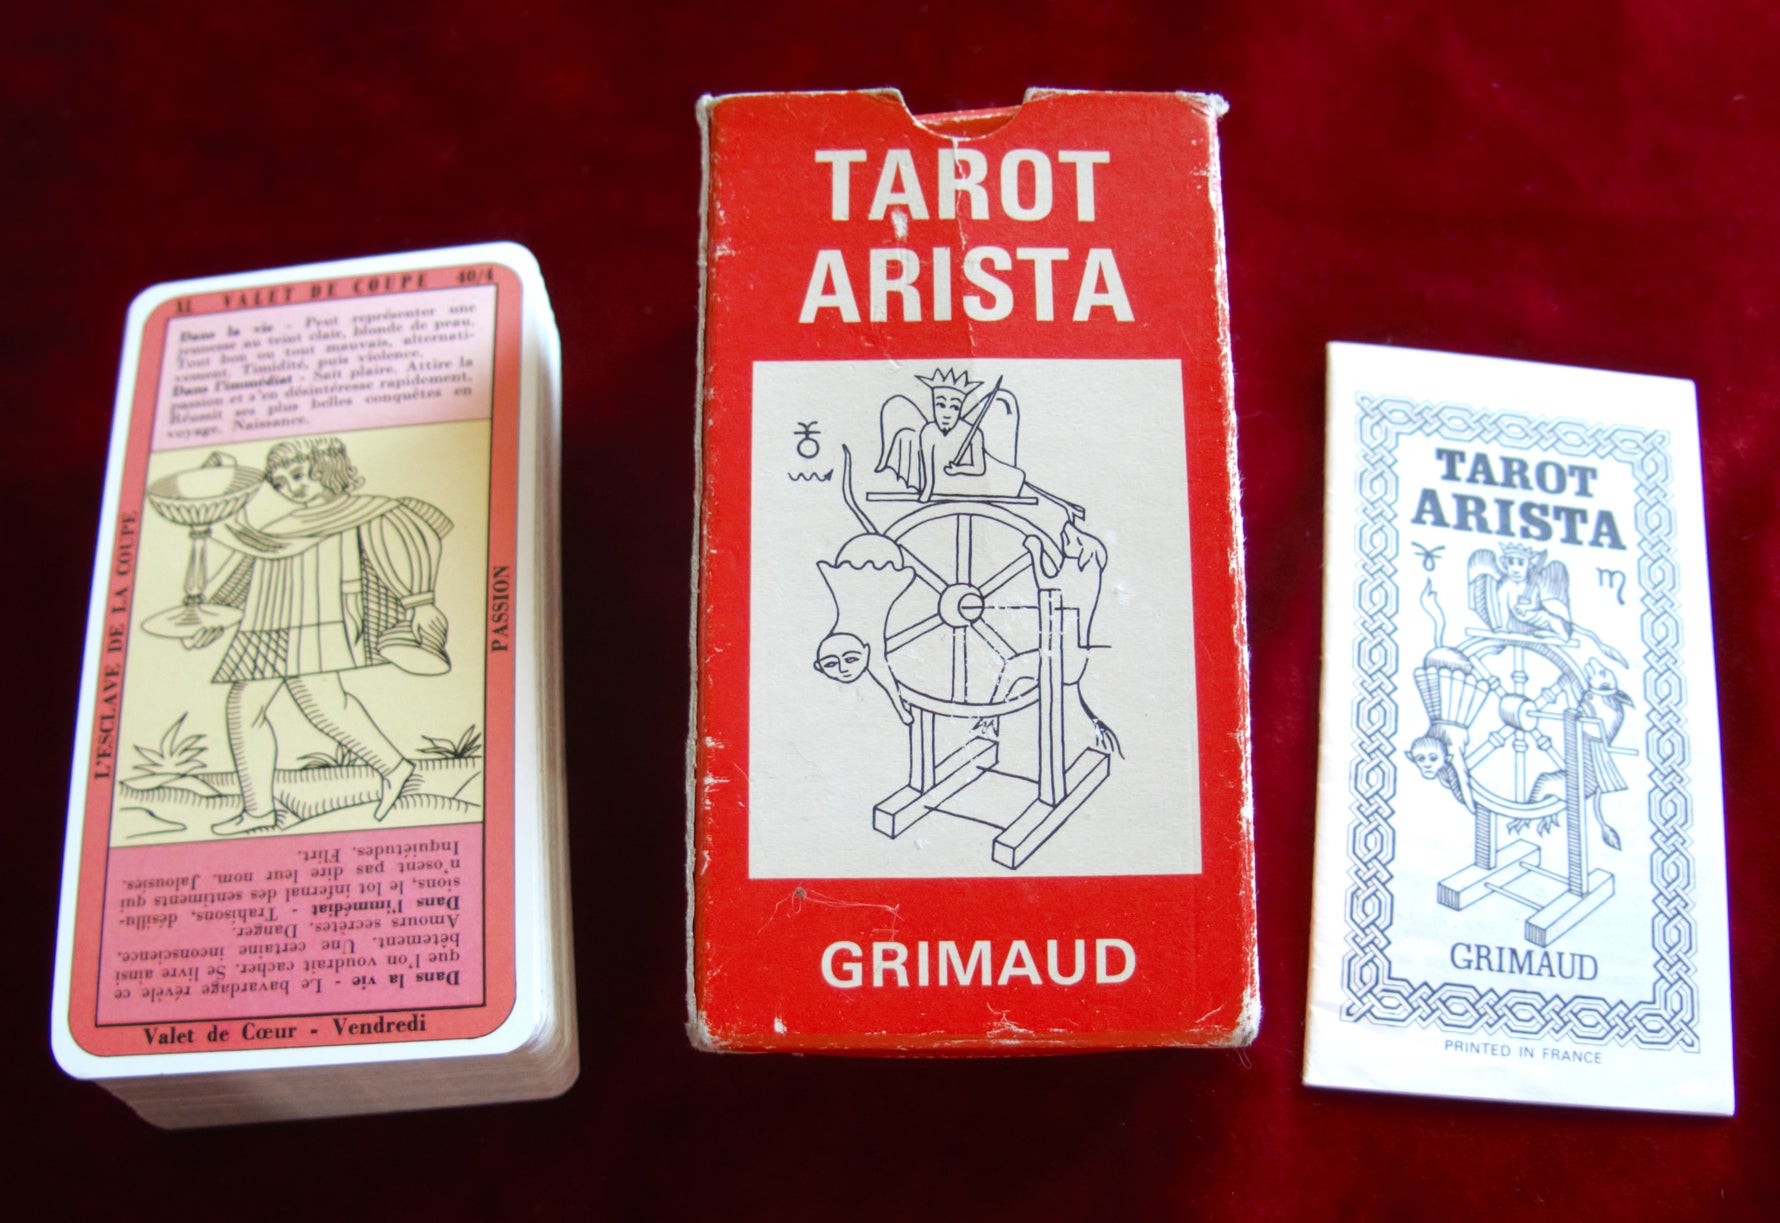 XL VALET DE COUPE 40/4
Dans la vie - Peut représenter une
jeunesse au teint clair, blonde de peau.
Tout bon ou tout mauvais, alternati-
vement. Timidité, puis violence.
Dans l'immédiat - Sait plaire. Attire la
passion et s'en désintéresse rapidement.
Réussit ses plus belles conquêtes en
voyage. Naissance.
L'ESCLAVE DE LA COUPE
PASSION
Dans la vie - Le bavardage révèle ce
que l'on voudrait cacher. Se livre ainsi
bêtement. Une certaine inconscience.
Amours secrètes. Danger.
Dans l'immédiat - Trahisons, désillu-
sions, le lot infernal des sentiments qui
n'osent pas dire leur nom. Jalousies.
Inquiétudes. Flirt.
Valet de Cœur - Vendredi
TAROT
ARISTA
GRIMAUD
TAROT
ARISTA
GRIMAUD
PRINTED IN FRANCE